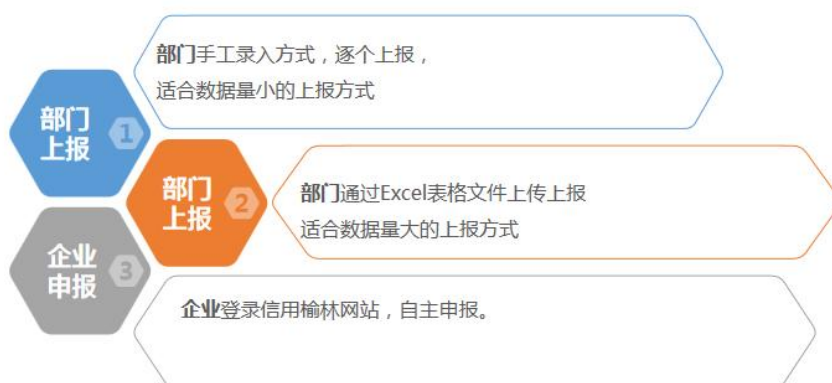 部门手工录入方式，逐个上报，
适合数据量小的上报方式
部门
上报
1
部门
上报
2
部门通过Excel表格文件上传上报
适合数据量大的上报方式
企业
申报
3
企业登录信用榆林网站，自主申报。